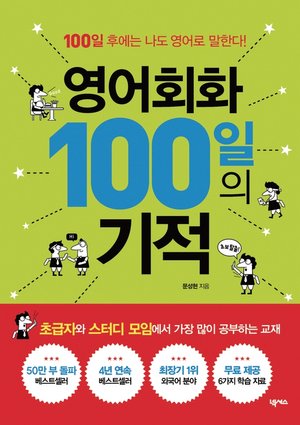 100일 후에는 나도 영어로 말한다!
영어회화
100일의
기적
Hi!
문성현 지음
초급자와 스터디 모임에서 가장 많이 공부하는 교재
★★★ ★★★ ★★★ ★★★
50만 부 돌파 4년 연속 최장기 1위 무료 제공
베스트셀러 베스트셀러 외국어 분야 6가지 학습 자료
넥서스